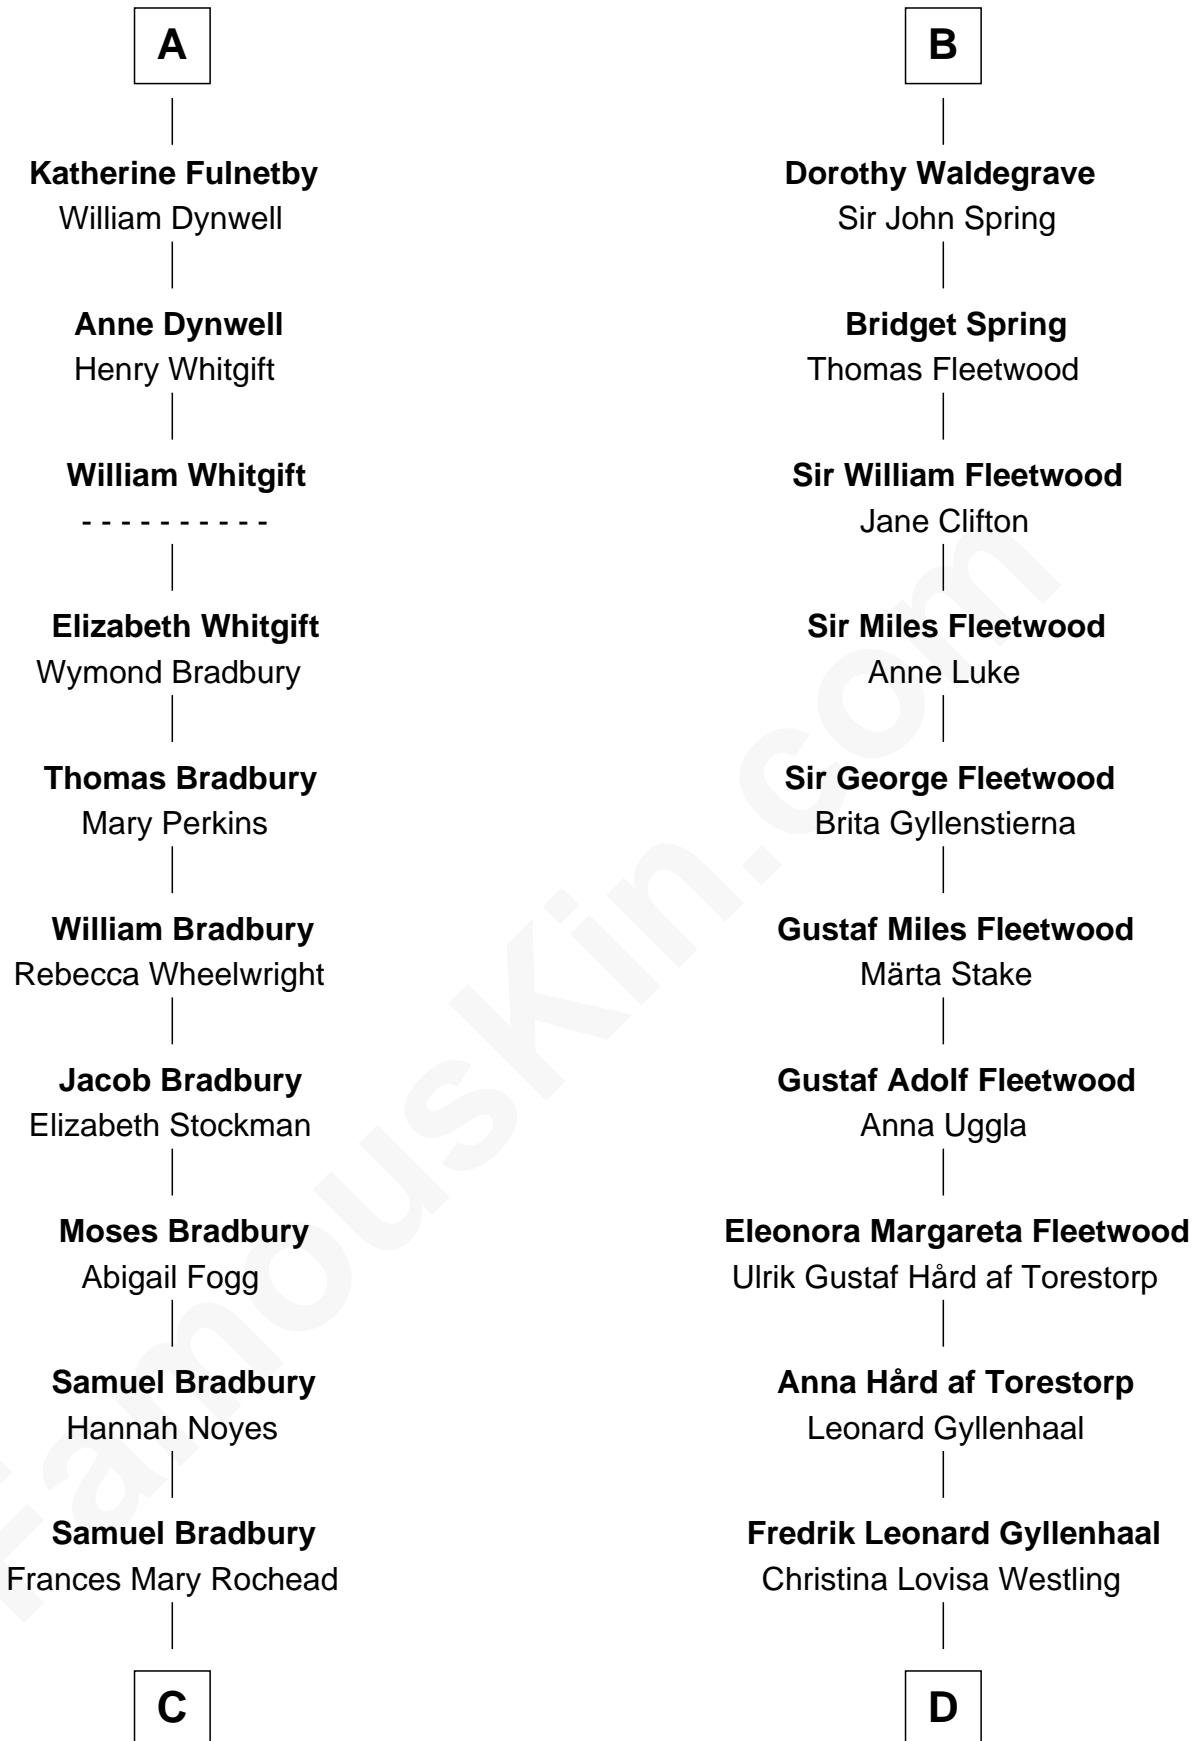 A
Katherine Fulnetby
William Dynwell
Anne Dynwell
Henry Whitgift
William Whitgift
- - - - - - - - - -
Elizabeth Whitgift
Wymond Bradbury
Thomas Bradbury
Mary Perkins
William Bradbury
Rebecca Wheelwright
Jacob Bradbury
Elizabeth Stockman
Moses Bradbury
Abigail Fogg
Samuel Bradbury
Hannah Noyes
Samuel Bradbury
Frances Mary Rochead
C
B
Dorothy Waldegrave
Sir John Spring
Bridget Spring
Thomas Fleetwood
Sir William Fleetwood
Jane Clifton
Sir Miles Fleetwood
Anne Luke
Sir George Fleetwood
Brita Gyllenstierna
Gustaf Miles Fleetwood
Märta Stake
Gustaf Adolf Fleetwood
Anna Uggla
Eleonora Margareta Fleetwood
Ulrik Gustaf Hård af Torestorp
Anna Hård af Torestorp
Leonard Gyllenhaal
Fredrik Leonard Gyllenhaal
Christina Lovisa Westling
D
FamousKin.com